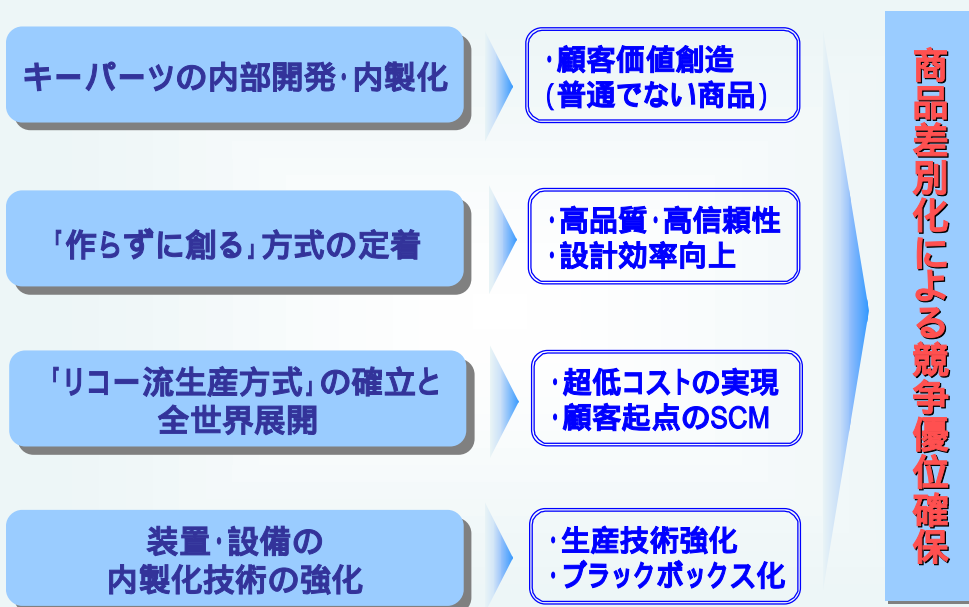 キーパーツの内部開発･内製化
･顧客価値創造
(普通でない商品)
｢作らずに創る｣方式の定着
･高品質･高信頼性
･設計効率向上
｢リコー流生産方式｣の確立と
全世界展開
･超低コストの実現
･顧客起点のSCM
装置･設備の
内製化技術の強化
･生産技術強化
･ブラックボックス化
商品差別化による競争優位確保